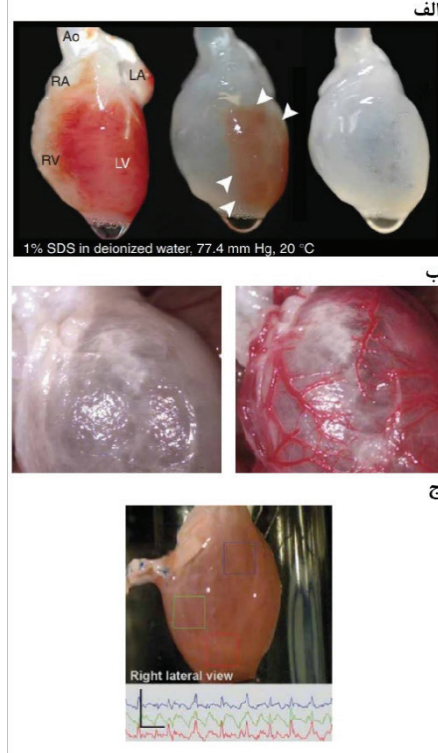 الف
Ao
RA
LA
RV
LV
1% SDS in deionized water, 77.4 mm Hg, 20 °C
ب
ج
Right lateral view